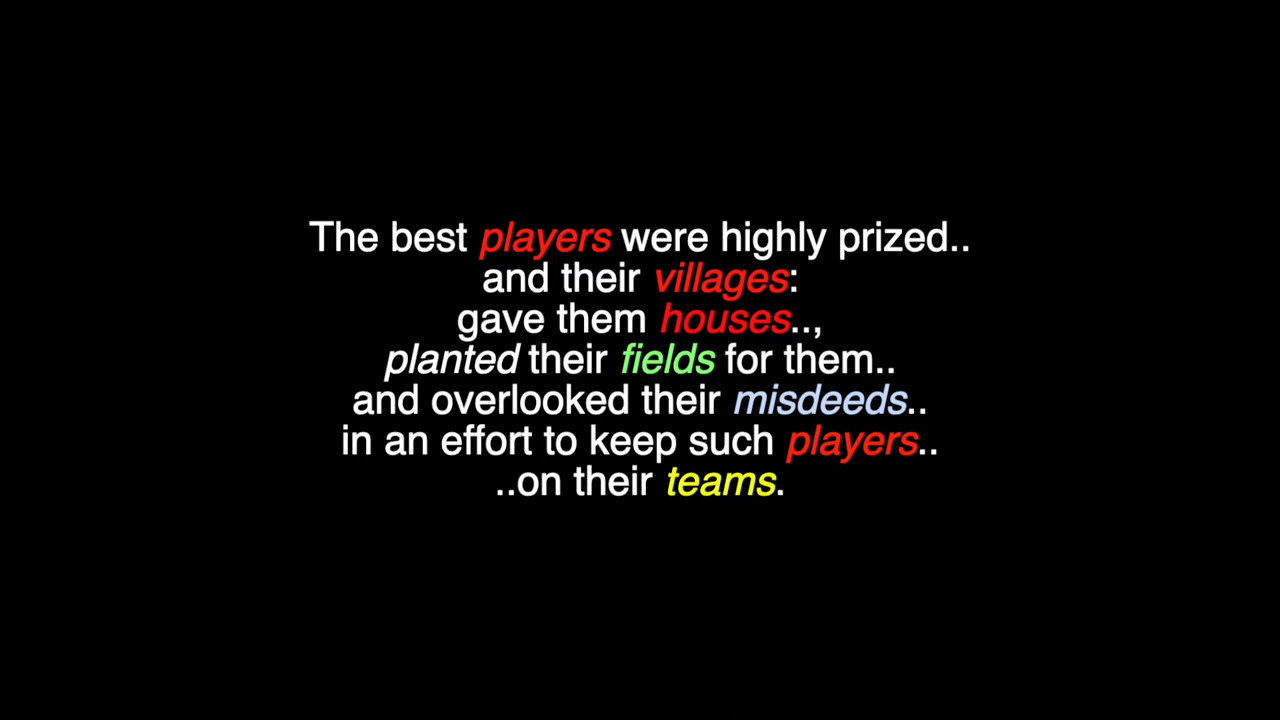 The best players were highly prized..
and their villages:
gave them houses..,
planted their fields for them..
and overlooked their misdeeds..
in an effort to keep such players..
..on their teams.